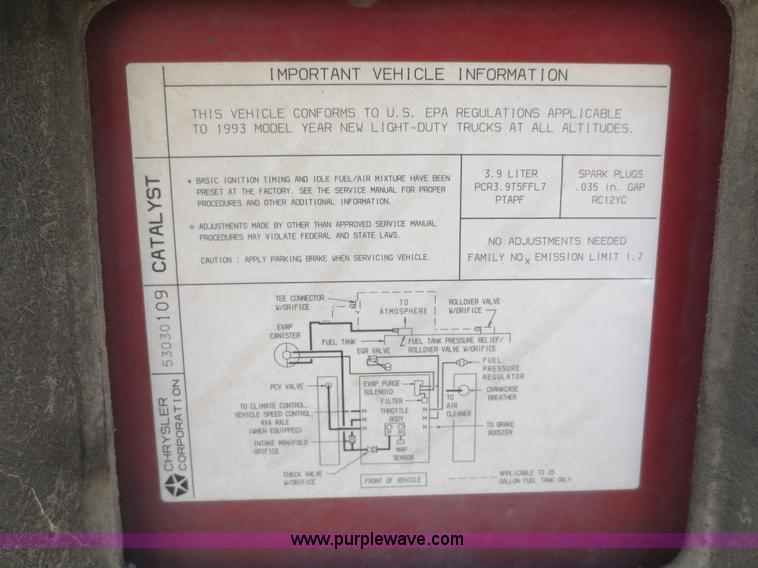 IMPORTANT VEHICLE INFORMATION
THIS VEHICLE CONFORMS TO U.S. EPA REGULATIONS APPLICABLE
TO 1993 MODEL YEAR NEW LIGHT-DUTY TRUCKS AT ALL ALTITUDES.
• BASIC IGNITION TIMING AND IDLE FUEL/AIR MIXTURE HAVE BEEN
PRESET AT THE FACTORY. SEE THE SERVICE MANUAL FOR PROPER
PROCEDURES AND OTHER ADDITIONAL INFORMATION.
• ADJUSTMENTS MADE BY OTHER THAN APPROVED SERVICE MANUAL
PROCEDURES MAY VIOLATE FEDERAL AND STATE LAWS.
CAUTION : APPLY PARKING BRAKE WHEN SERVICING VEHICLE.
3.9 LITER
PCR3.9T5FFL7
PTAPF
SPARK PLUGS
.035 in. GAP
RC12YC
NO ADJUSTMENTS NEEDED
FAMILY NOx EMISSION LIMIT 1.7
CATALYST
53030109
CHRYSLER
CORPORATION
TEE CONNECTOR
W/ORIFICE
TO
ATMOSPHERE
ROLLOVER VALVE
W/ORIFICE
EVAP
CANISTER
FUEL TANK
FUEL TANK PRESSURE RELIEF/
ROLLOVER VALVE W/ORIFICE
EGR VALVE
FUEL
PRESSURE
REGULATOR
PCV VALVE
EVAP PURGE
SOLENOID
FILTER
CRANKCASE
BREATHER
TO
AIR
CLEANER
TO CLIMATE CONTROL,
VEHICLE SPEED CONTROL,
4X4 AXLE
(WHEN EQUIPPED)
THROTTLE
BODY
TO BRAKE
BOOSTER
INTAKE MANIFOLD
ORIFICE
MAP
SENSOR
CHECK VALVE
W/ORIFICE
FRONT OF VEHICLE
APPLICABLE TO 35
GALLON FUEL TANK ONLY
www.purplewave.com